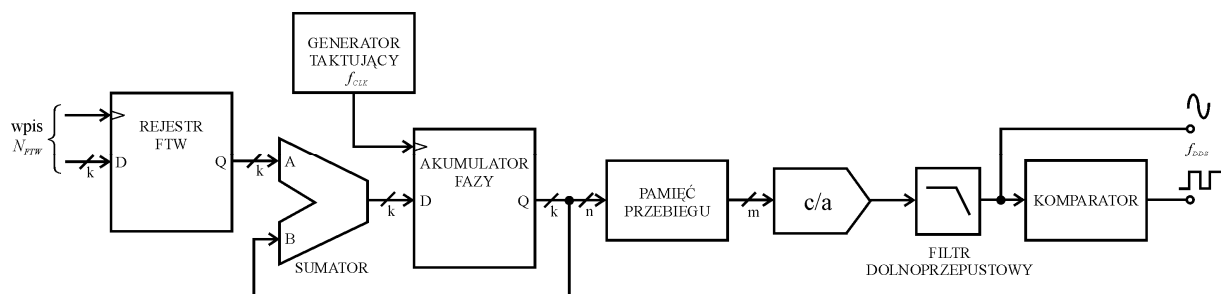 GENERATOR
TAKTUJĄCY
f_CLK
wpis
N_FTW
REJESTR
FTW
D
Q
k
k
A
B
SUMATOR
k
AKUMULATOR
FAZY
D
Q
k
n
PAMIĘĆ
PRZEBIEGU
m
c/a
FILTR
DOLNOPRZEPUSTOWY
KOMPARATOR
f_DDS